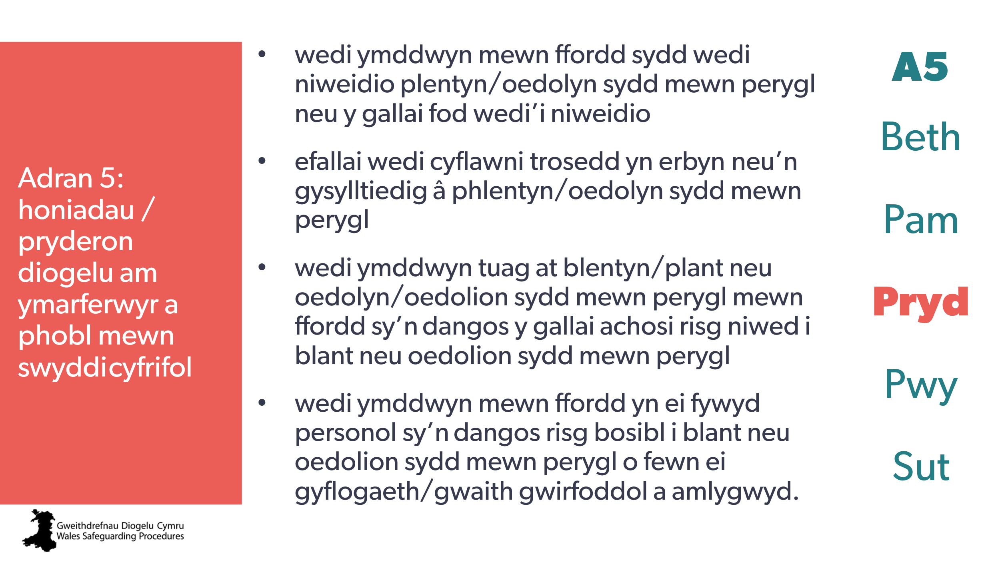 Adran 5:
honiadau /
pryderon
diogelu am
ymarferwyr a
phobl mewn
swyddi cyfrifol
• wedi ymddwyn mewn ffordd sydd wedi
niweidio plentyn/oedolyn sydd mewn perygl
neu y gallai fod wedi’i niweidio
• efallai wedi cyflawni trosedd yn erbyn neu’n
gysylltiedig â phlentyn/oedolyn sydd mewn
perygl
• wedi ymddwyn tuag at blentyn/plant neu
oedolyn/oedolion sydd mewn perygl mewn
ffordd sy’n dangos y gallai achosi risg niwed i
blant neu oedolion sydd mewn perygl
• wedi ymddwyn mewn ffordd yn ei fywyd
personol sy’n dangos risg bosibl i blant neu
oedolion sydd mewn perygl o fewn ei
gyflogaeth/gwaith gwirfoddol a amlygwyd.
A5
Beth
Pam
Pryd
Pwy
Sut
Gweithdrefnau Diogelu Cymru
Wales Safeguarding Procedures